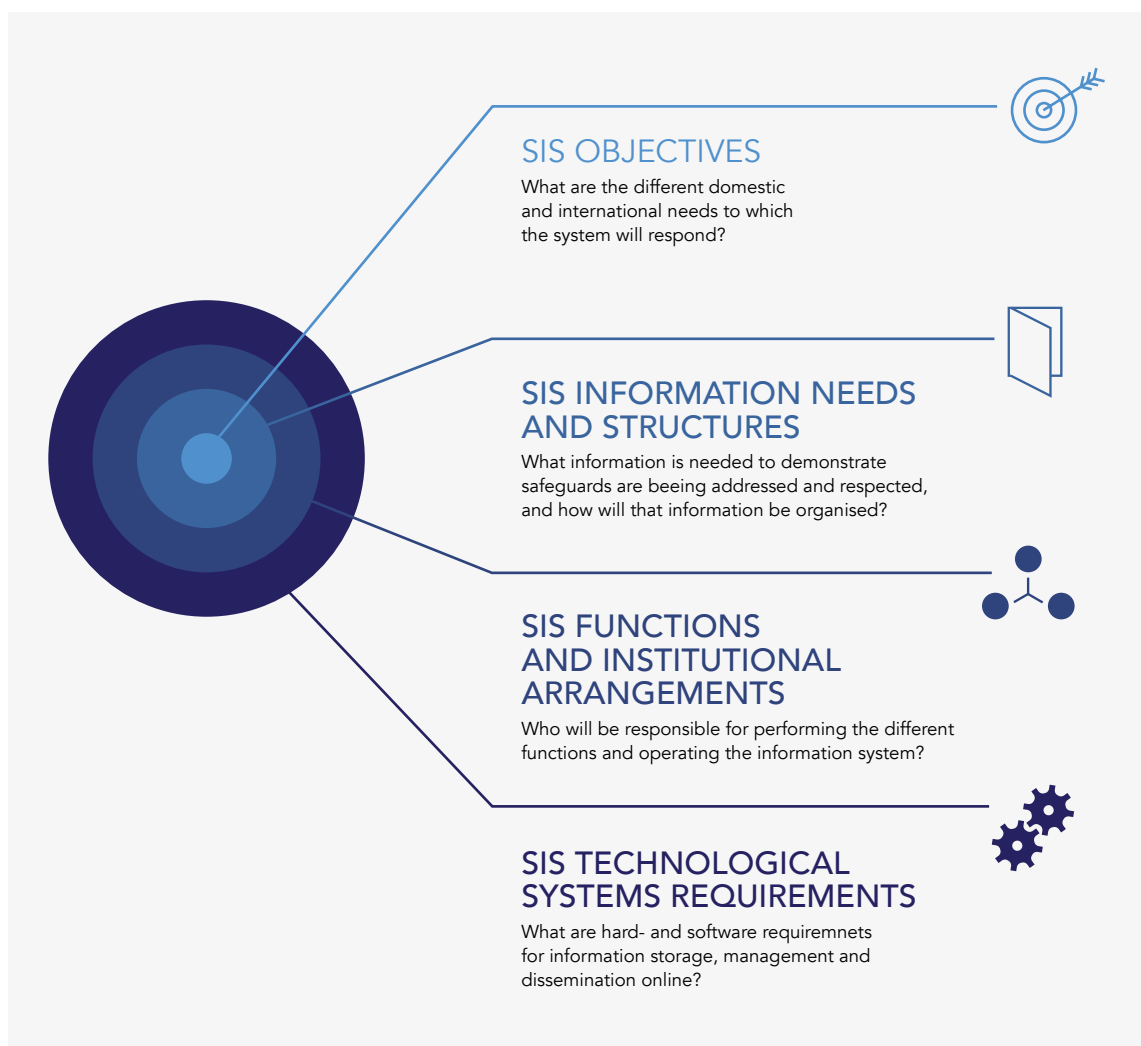 SIS OBJECTIVES
What are the different domestic
and international needs to which
the system will respond?
SIS INFORMATION NEEDS
AND STRUCTURES
What information is needed to demonstrate
safeguards are beeing addressed and respected,
and how will that information be organised?
SIS FUNCTIONS
AND INSTITUTIONAL
ARRANGEMENTS
Who will be responsible for performing the different
functions and operating the information system?
SIS TECHNOLOGICAL
SYSTEMS REQUIREMENTS
What are hard- and software requiremnets
for information storage, management and
dissemination online?